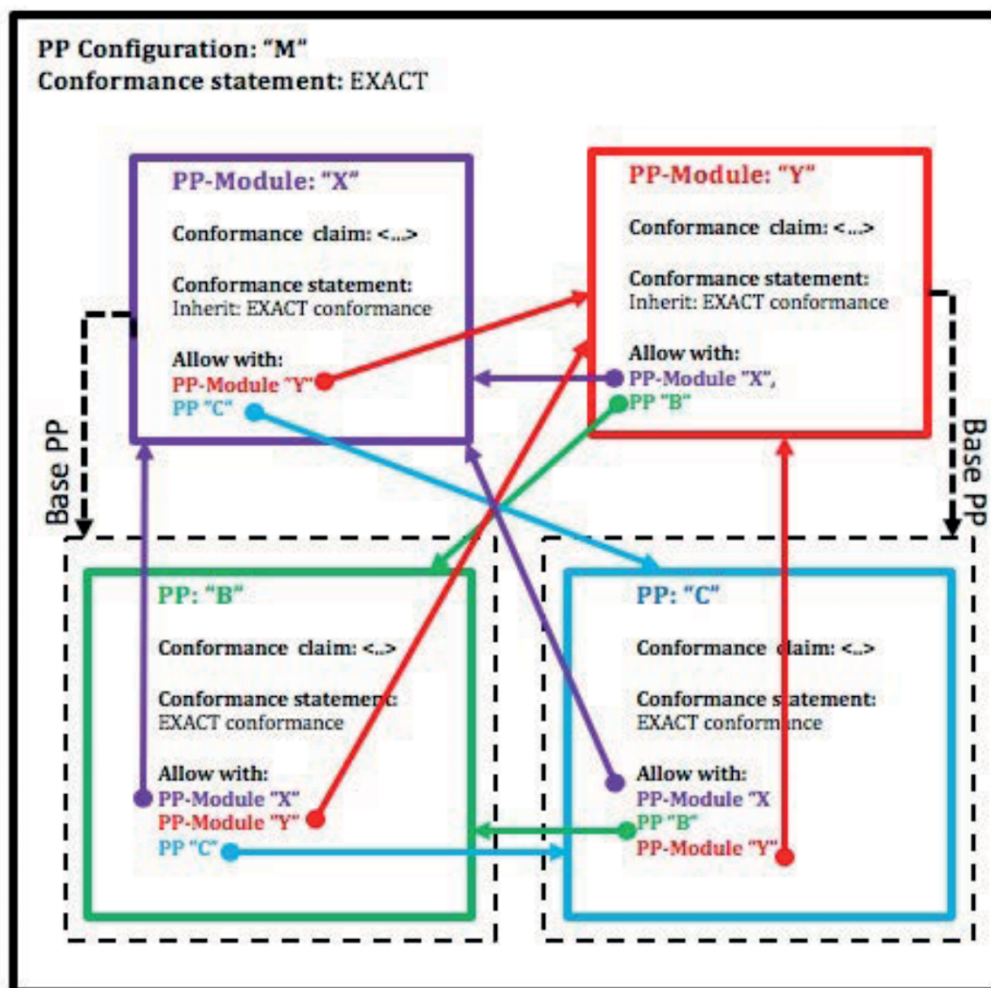 PP Configuration: “M”
Conformance statement: EXACT
PP-Module: “X”
Conformance claim: <...>
Conformance statement:
Inherit: EXACT conformance
Allow with:
PP-Module “Y”
PP “C”
PP-Module: “Y”
Conformance claim: <...>
Conformance statement:
Inherit: EXACT conformance
Allow with:
PP-Module “X”,
PP “B”
Base PP
Base PP
PP: “B”
Conformance claim: <..>
Conformance statement:
EXACT conformance
Allow with:
PP-Module “X”
PP-Module “Y”
PP “C”
PP: “C”
Conformance claim: <..>
Conformance statement:
EXACT conformance
Allow with:
PP-Module “X
PP “B”
PP-Module “Y”